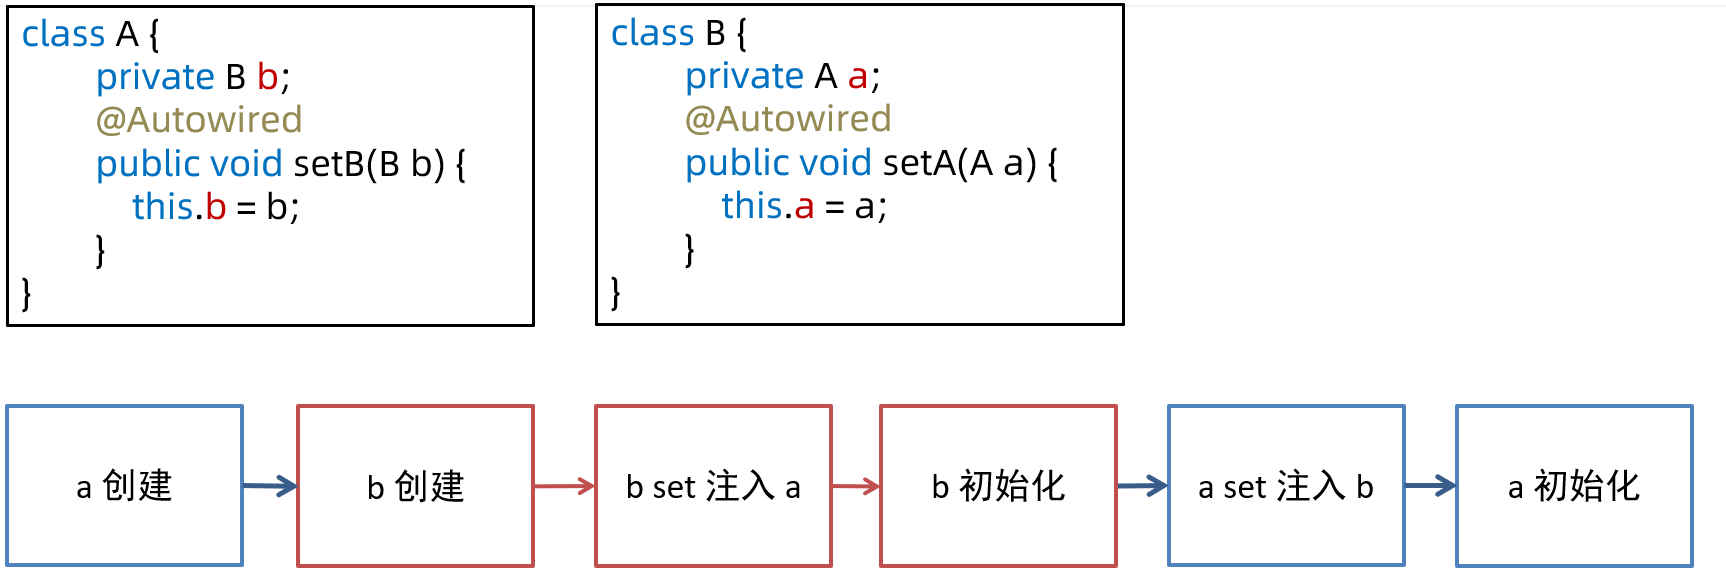 class A {
private B b;
@Autowired
public void setB(B b) {
this.b = b;
}
}
class B {
private A a;
@Autowired
public void setA(A a) {
this.a = a;
}
}
a 创建
b 创建
b set 注入 a
b 初始化
a set 注入 b
a 初始化